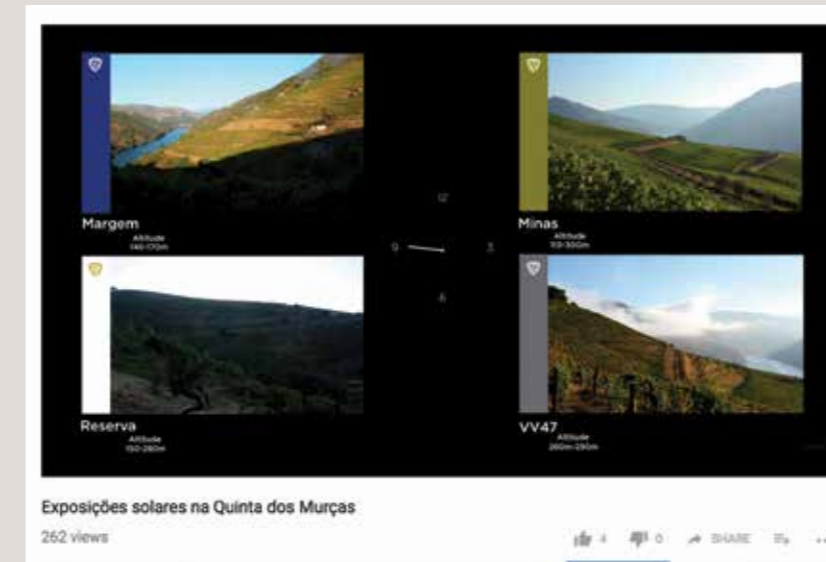 Margem
Altitude
140-170m
Minas
Altitude
110-300m
12
9
3
6
Reserva
Altitude
150-280m
VV47
Altitude
260m-290m
Exposições solares na Quinta dos Murças
262 views
4
0
SHARE